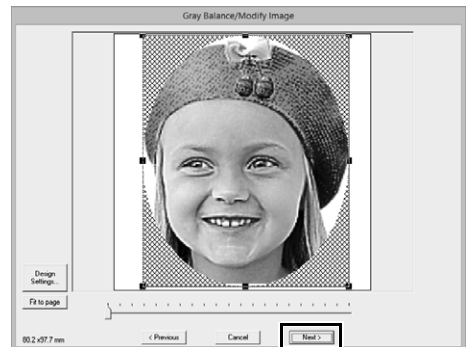 Gray Balance/Modify Image
Design
Settings...
Fit to page
80.2 x97.7 mm
< Previous
Cancel
Next >